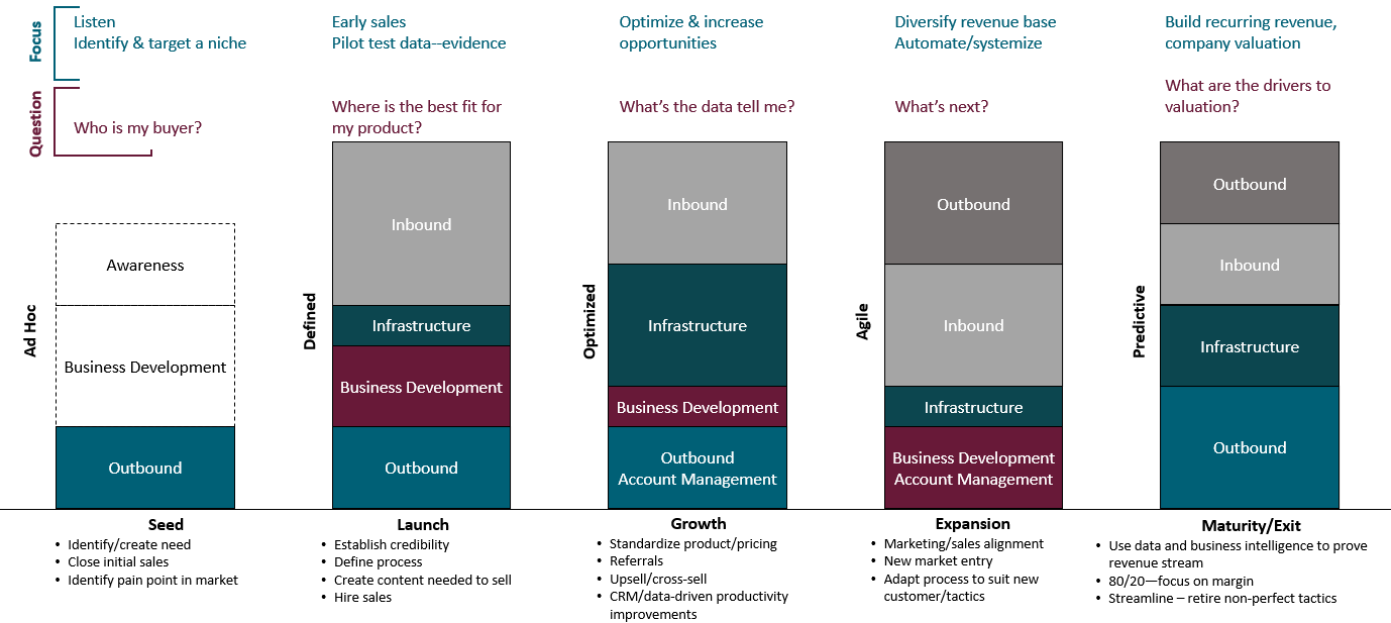 Focus
Listen
Identify & target a niche
Early sales
Pilot test data--evidence
Optimize & increase
opportunities
Diversify revenue base
Automate/systemize
Build recurring revenue,
company valuation
Question
Who is my buyer?
Where is the best fit for
my product?
What's the data tell me?
What's next?
What are the drivers to
valuation?
Ad Hoc
Awareness
Business Development
Outbound
Defined
Inbound
Infrastructure
Business Development
Outbound
Optimized
Inbound
Infrastructure
Business Development
Outbound
Account Management
Agile
Outbound
Inbound
Infrastructure
Business Development
Account Management
Predictive
Outbound
Inbound
Infrastructure
Outbound
Seed
• Identify/create need
• Close initial sales
• Identify pain point in market
Launch
• Establish credibility
• Define process
• Create content needed to sell
• Hire sales
Growth
• Standardize product/pricing
• Referrals
• Upsell/cross-sell
• CRM/data-driven productivity
improvements
Expansion
• Marketing/sales alignment
• New market entry
• Adapt process to suit new
customer/tactics
Maturity/Exit
• Use data and business intelligence to prove
revenue stream
• 80/20—focus on margin
• Streamline – retire non-perfect tactics